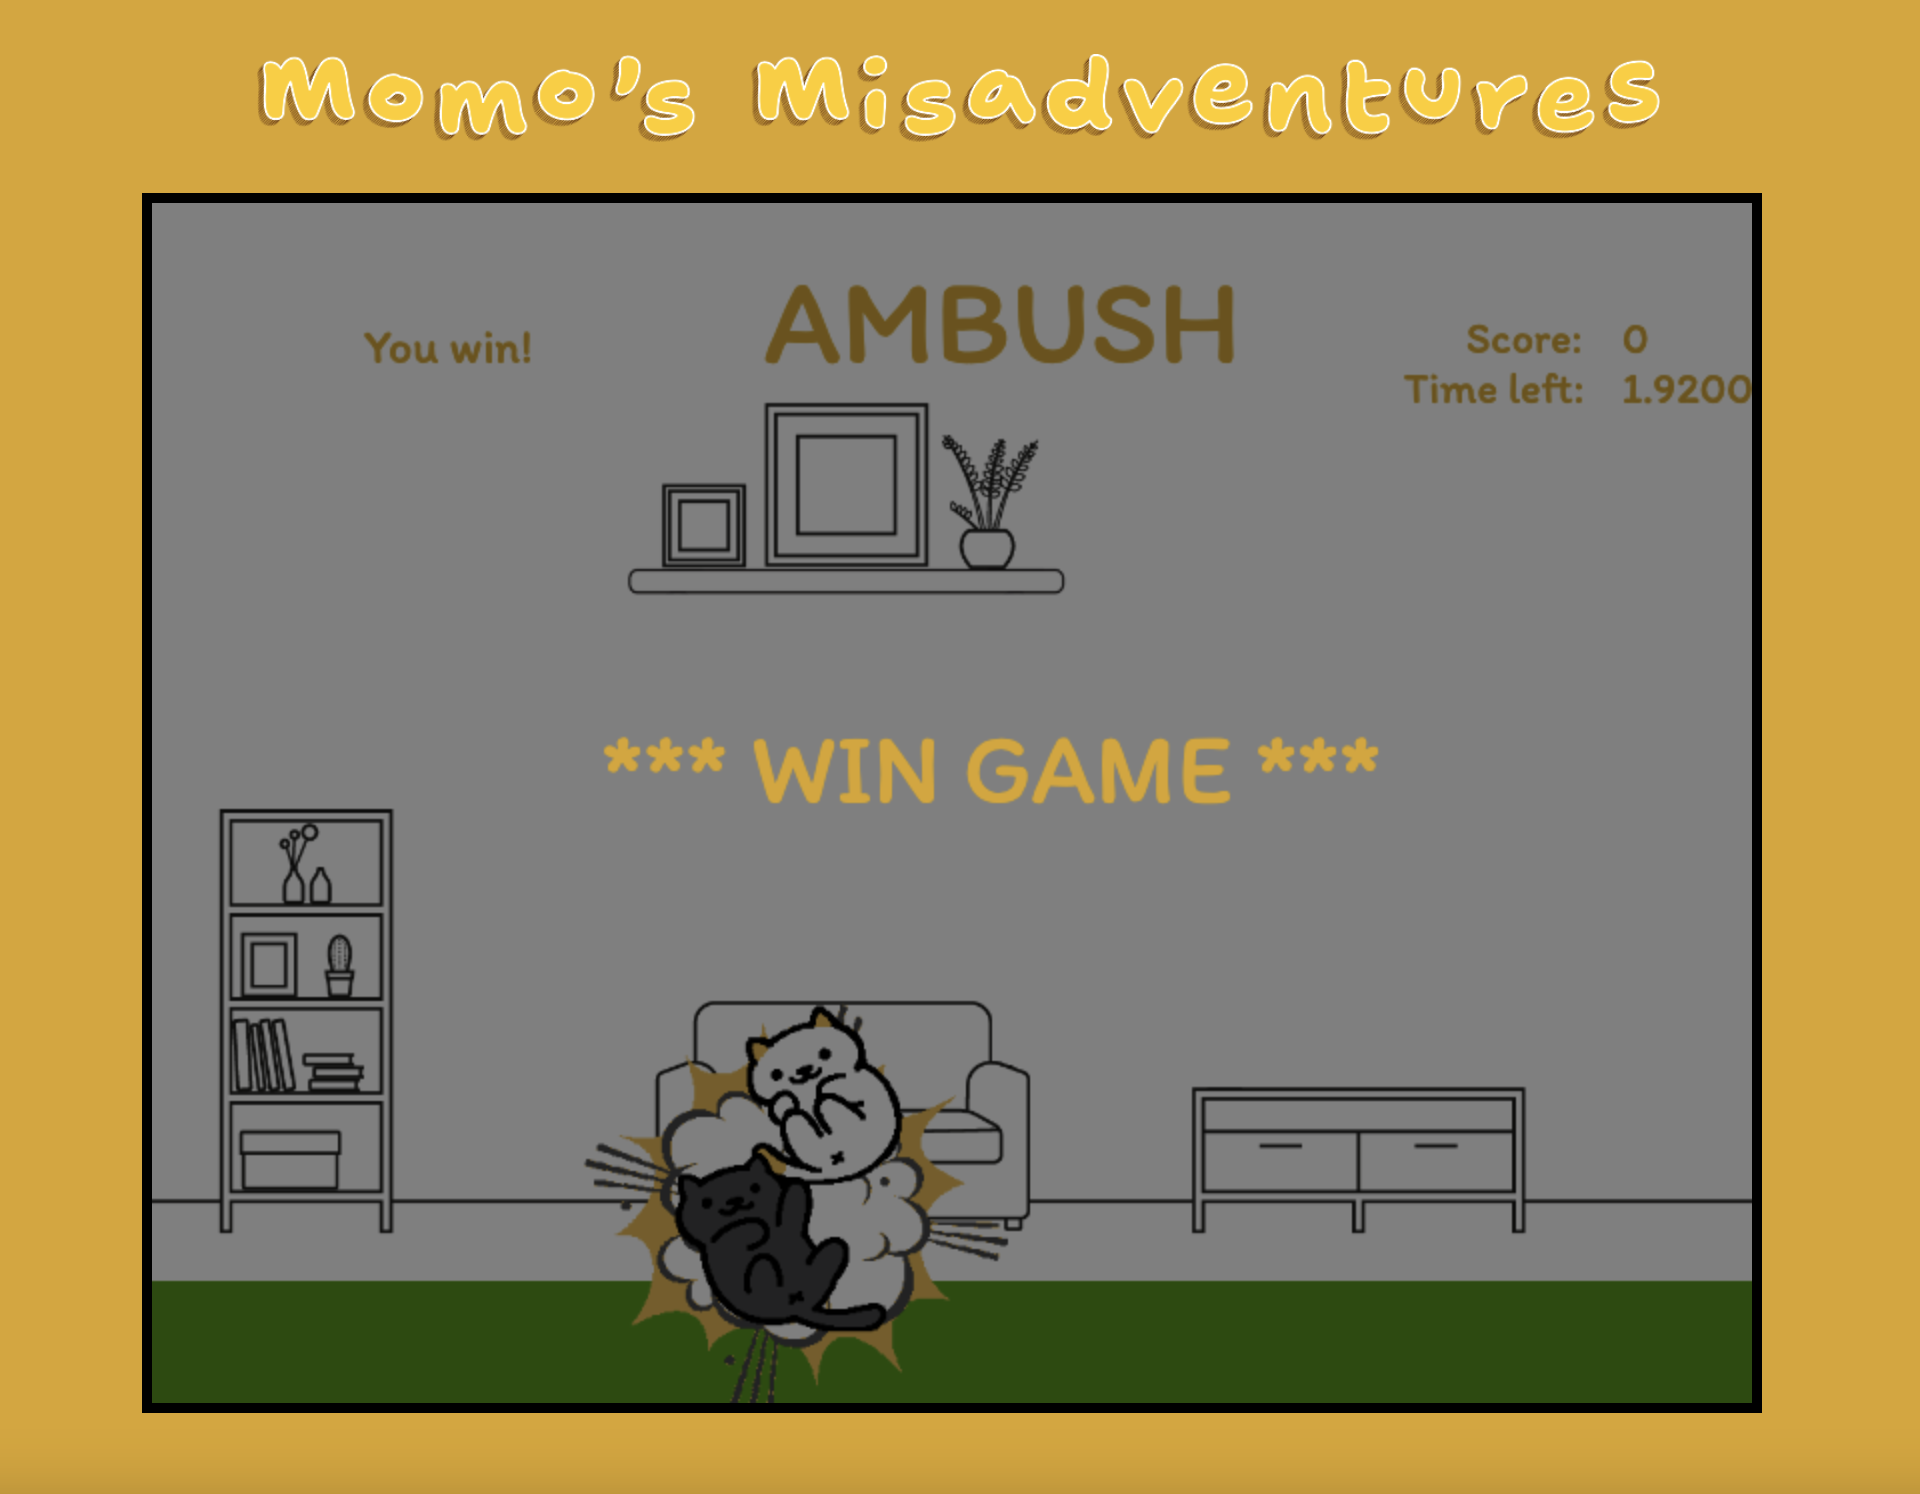 Momo's Misadventures
AMBUSH
You win!
Score: 0
Time left: 1.9200
*** WIN GAME ***